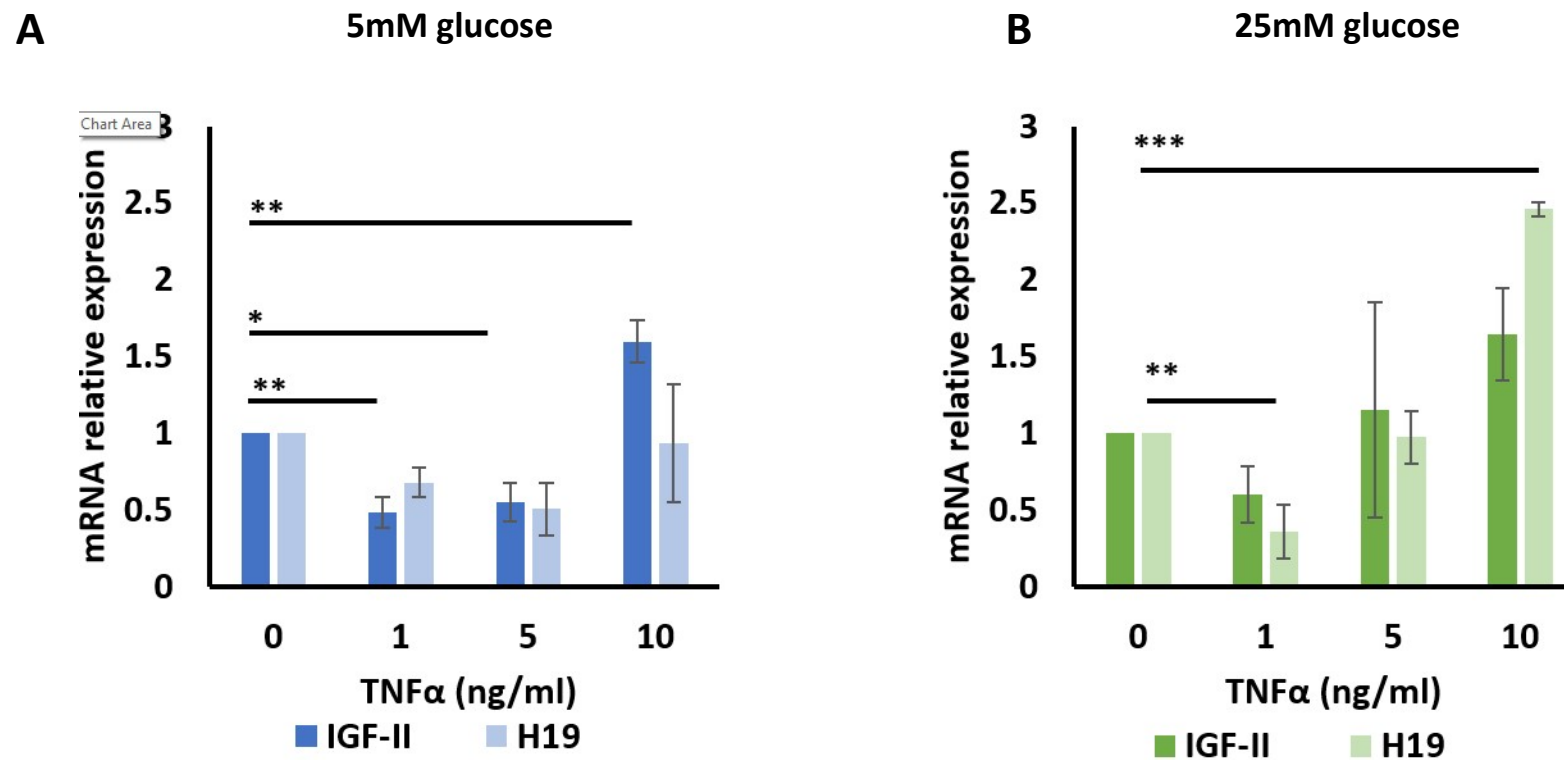 A
5mM glucose
Chart Area
3
2.5
2
1.5
1
0.5
0
mRNA relative expression
**
*
**
0 1 5 10
TNFα (ng/ml)
IGF-II H19
B
25mM glucose
3
2.5
2
1.5
1
0.5
0
mRNA relative expression
***
**
0 1 5 10
TNFα (ng/ml)
IGF-II H19